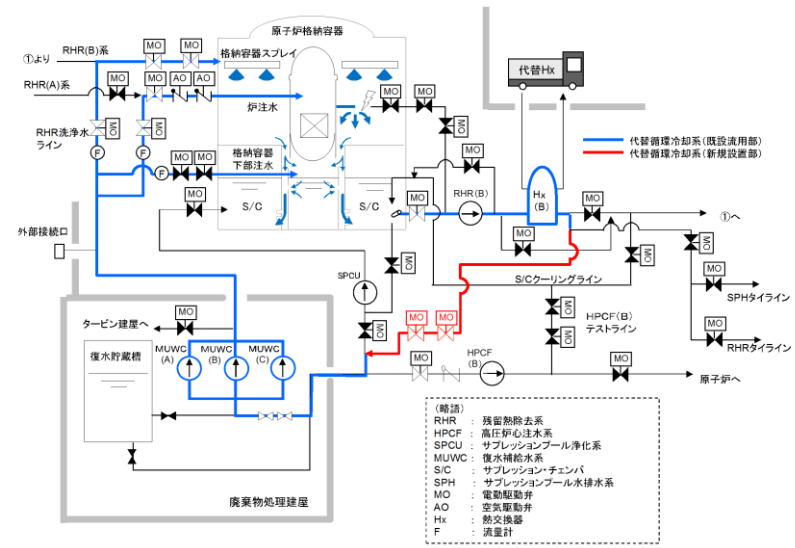 原子炉格納容器
MO
MO
RHR(B)系
①より
格納容器スプレイ
RHR(A)系
MO
MO
AO
AO
炉注水
MO
MO
代替Hx
RHR洗浄水
ライン
MO
MO
MO
F
F
F
MO
MO
格納容器
下部注水
MO
代替循環冷却系(既設流用部)
代替循環冷却系(新規設置部)
S/C
S/C
MO
MO
RHR(B)
Hx
(B)
MO
①へ
MO
MO
MO
MO
外部接続口
SPCU
S/Cクーリングライン
MO
SPHタイライン
MO
MO
HPCF(B)
テストライン
MO
RHRタイライン
MO
MO
MO
タービン建屋へ
MO
復水貯蔵槽
MUWC
(A)
MUWC
(B)
MUWC
(C)
MO
HPCF
(B)
MO
原子炉へ
廃棄物処理建屋
(略語)
RHR : 残留熱除去系
HPCF : 高圧炉心注水系
SPCU : サプレッションプール浄化系
MUWC : 復水補給水系
S/C : サプレッション・チェンバ
SPH : サプレッションプール水排水系
MO : 電動駆動弁
AO : 空気駆動弁
Hx : 熱交換器
F : 流量計